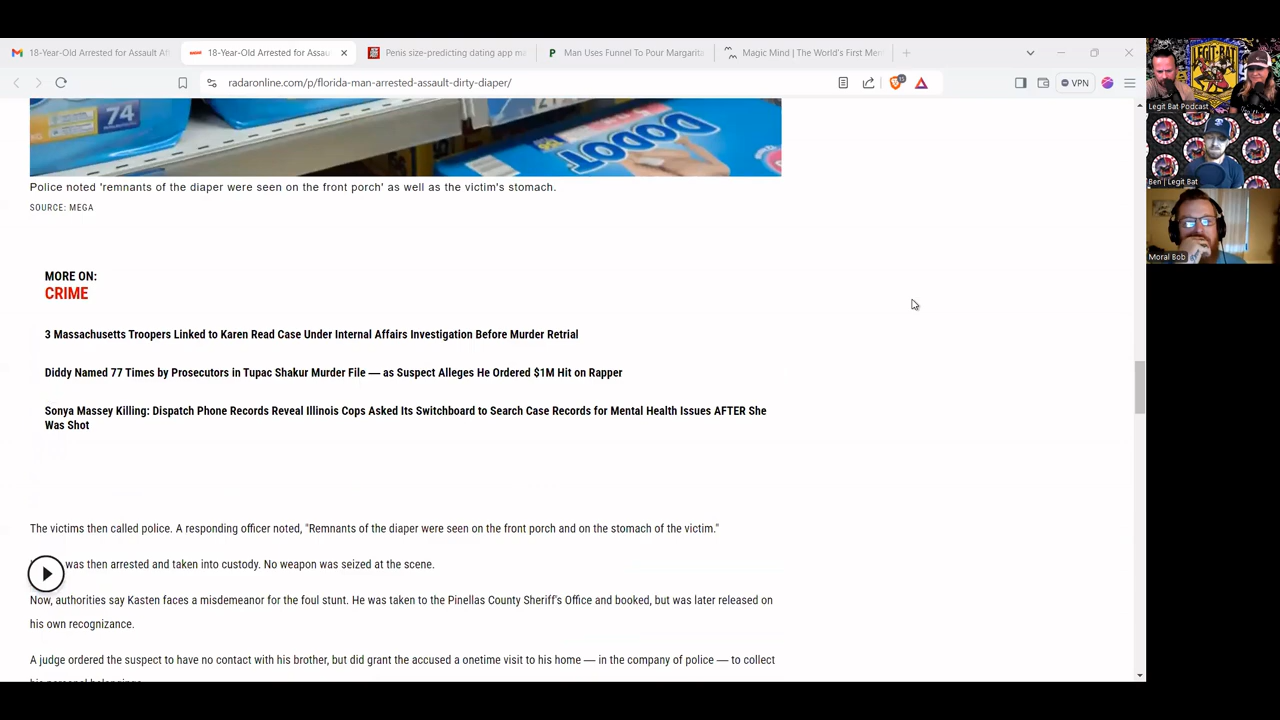 18-Year-Old Arrested for Assault Af
18-Year-Old Arrested for Assau
Penis size-predicting dating app ma
Man Uses Funnel To Pour Margarita
Magic Mind | The World's First Men
radaronline.com/p/florida-man-arrested-assault-dirty-diaper/
VPN
74
DODOT
LEGIT BAT
Legit Bat Podcast
Ben | Legit Bat
Moral Bob
Police noted 'remnants of the diaper were seen on the front porch' as well as the victim's stomach.
SOURCE: MEGA
MORE ON:
CRIME
3 Massachusetts Troopers Linked to Karen Read Case Under Internal Affairs Investigation Before Murder Retrial
Diddy Named 77 Times by Prosecutors in Tupac Shakur Murder File — as Suspect Alleges He Ordered $1M Hit on Rapper
Sonya Massey Killing: Dispatch Phone Records Reveal Illinois Cops Asked Its Switchboard to Search Case Records for Mental Health Issues AFTER She
Was Shot
The victims then called police. A responding officer noted, "Remnants of the diaper were seen on the front porch and on the stomach of the victim."
was then arrested and taken into custody. No weapon was seized at the scene.
Now, authorities say Kasten faces a misdemeanor for the foul stunt. He was taken to the Pinellas County Sheriff's Office and booked, but was later released on
his own recognizance.
A judge ordered the suspect to have no contact with his brother, but did grant the accused a onetime visit to his home — in the company of police — to collect